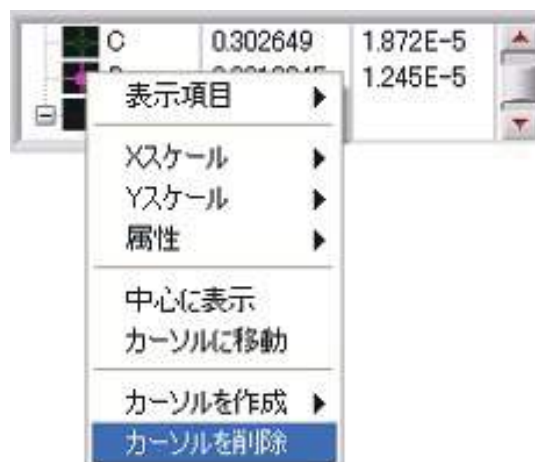 C 0.302649 1.872E-5
1.245E-5
表示項目
Xスケール
Yスケール
属性
中心に表示
カーソルに移動
カーソルを作成
カーソルを削除